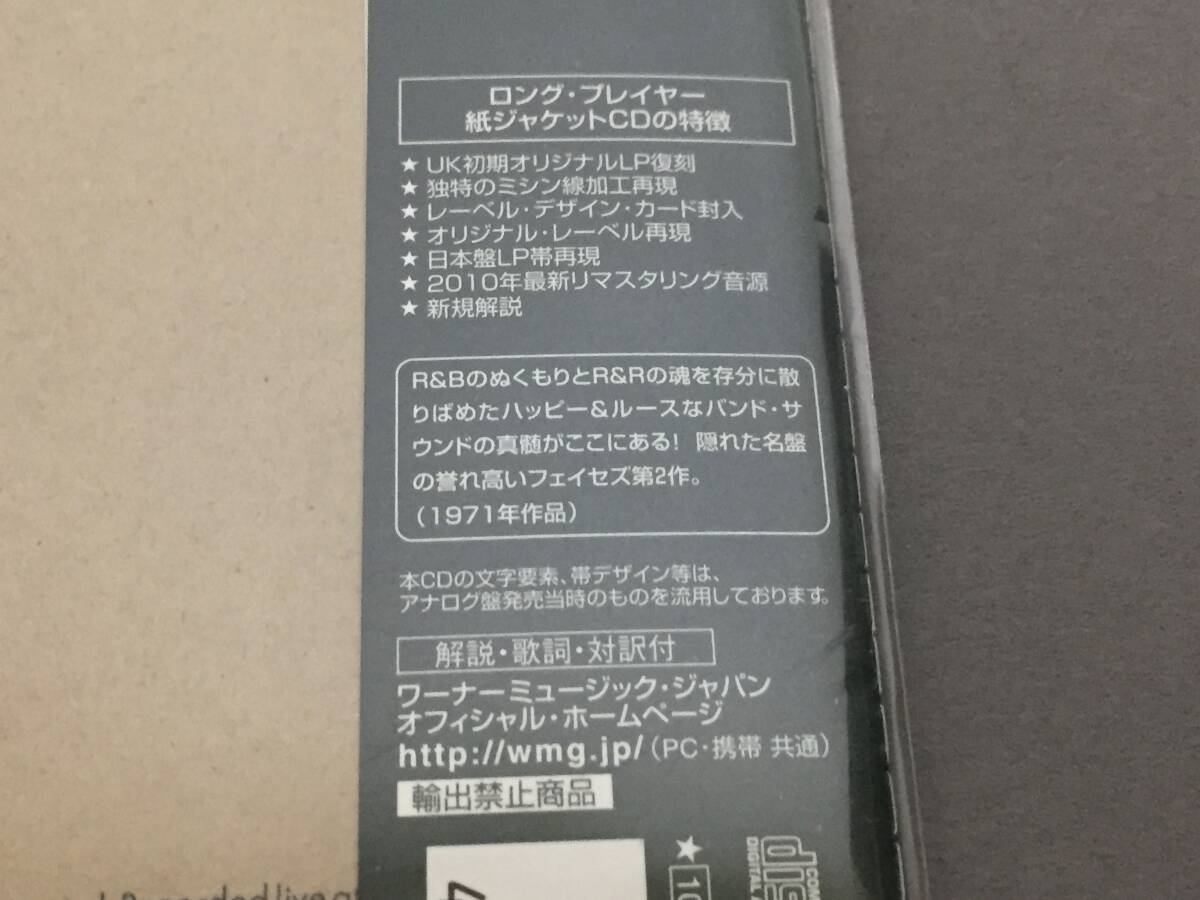 ロング・プレイヤー
紙ジャケットCDの特徴
★ UK初期オリジナルLP復刻
★ 独特のミシン線加工再現
★ レーベル・デザイン・カード封入
★ オリジナル・レーベル再現
★ 日本盤LP帯再現
★ 2010年最新リマスタリング音源
★ 新規解説
R&BのぬくもりとR&Rの魂を存分に散
りばめたハッピー&ルースなバンド・サ
ウンドの真髄がここにある! 隠れた名盤
の誉れ高いフェイセズ第2作。
(1971年作品)
本CDの文字要素、帯デザイン等は、
アナログ盤発売当時のものを流用しております。
解説・歌詞・対訳付
ワーナーミュージック・ジャパン
オフィシャル・ホームページ
http://wmg.jp/(PC・携帯 共通)
輸出禁止商品
4
★